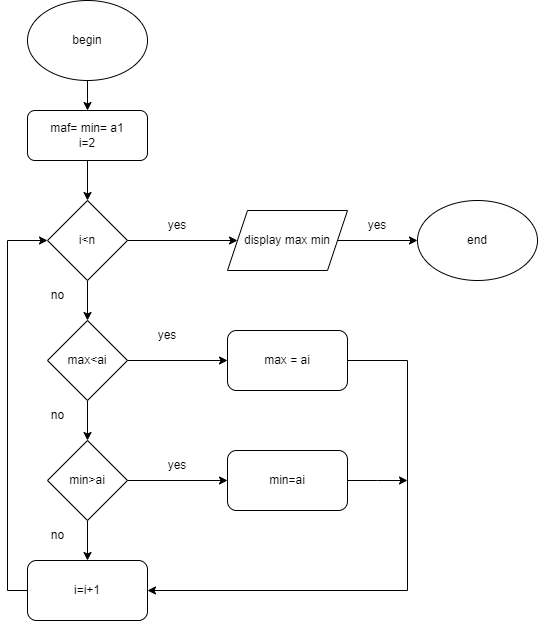 begin
maf= min= a1
i=2
i<n
yes
display max min
yes
end
no
max<ai
yes
max = ai
no
min>ai
yes
min=ai
no
i=i+1